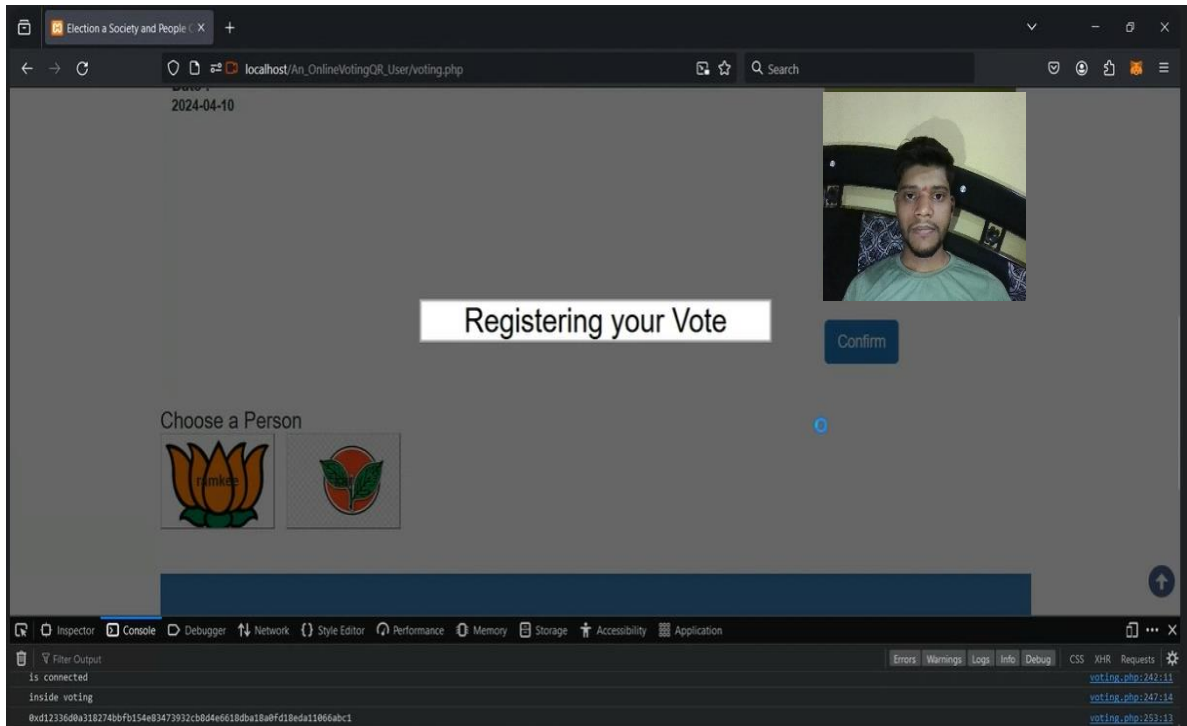 Election a Society and People
localhost/An_OnlineVotingQR_User/voting.php
Search
2024-04-10
Registering your Vote
Confirm
Choose a Person
ramkee
Inspector Console Debugger Network Style Editor Performance Memory Storage Accessibility Application
Filter Output Errors Warnings Logs Info Debug CSS XHR Requests
is connected voting.php:242:11
inside voting voting.php:247:14
voting.php:253:13